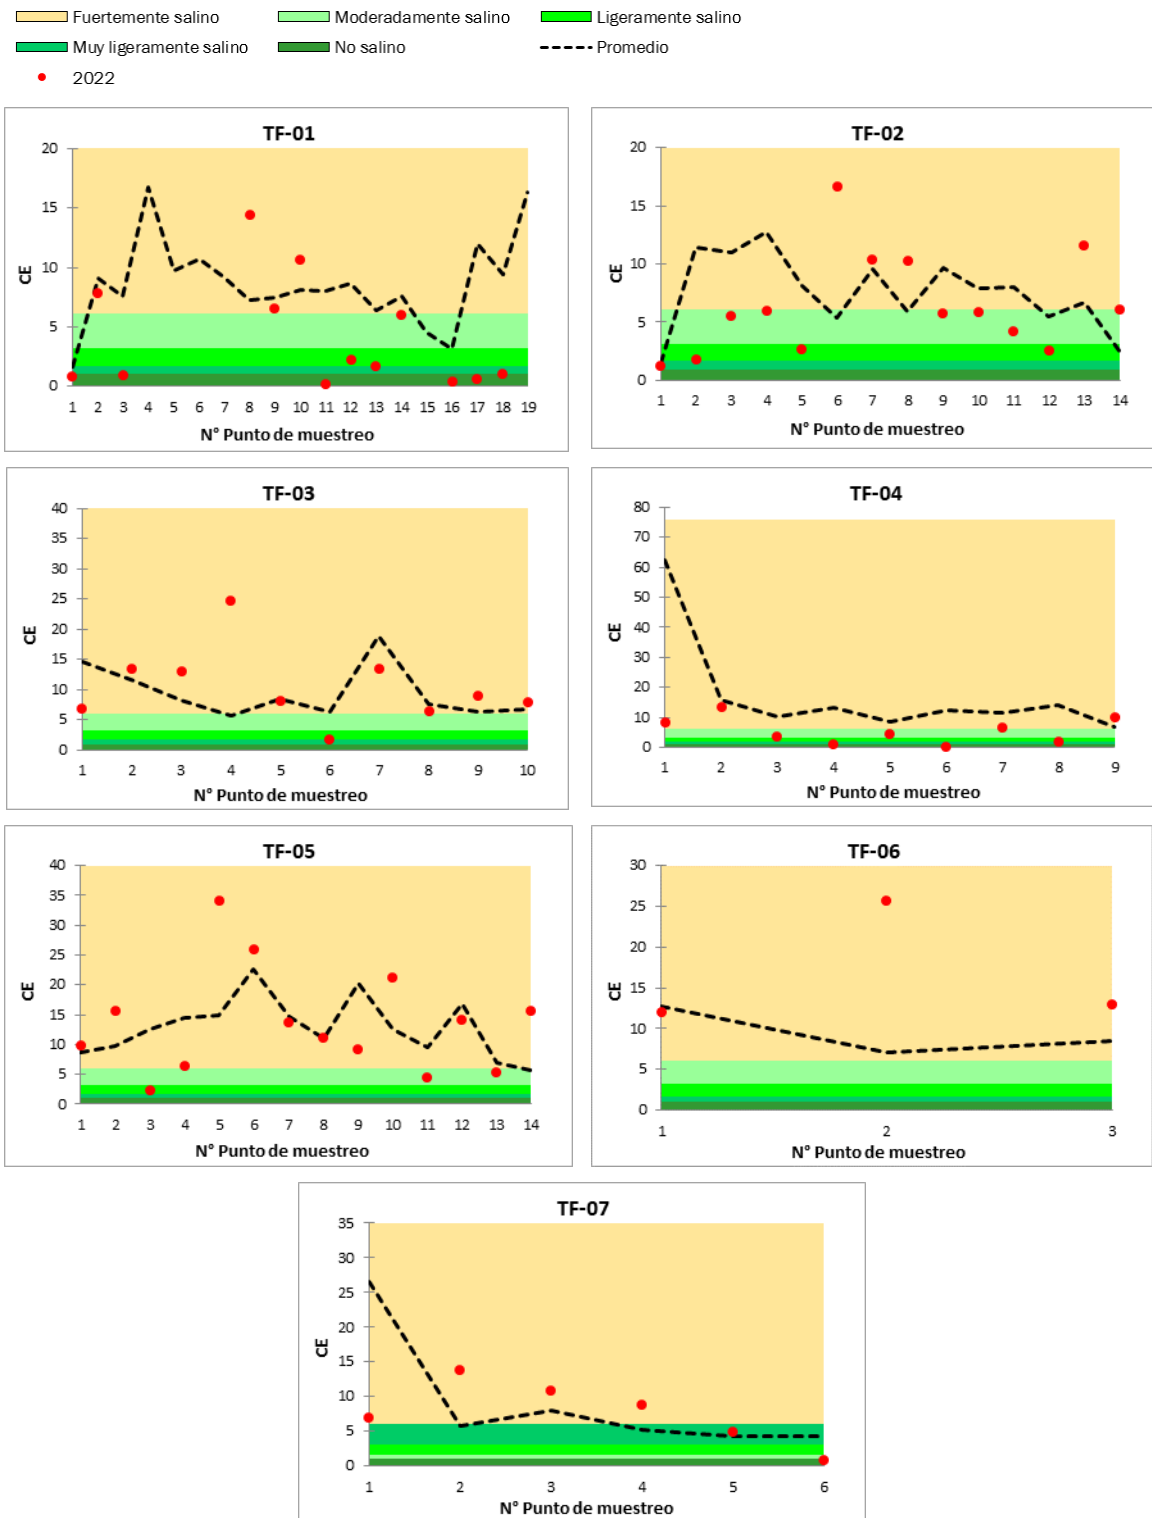 Fuertemente salino Moderadamente salino Ligeramente salino
Muy ligeramente salino No salino Promedio
2022
TF-01
20
15
10
5
0
CE
1 2 3 4 5 6 7 8 9 10 11 12 13 14 15 16 17 18 19
N° Punto de muestreo
TF-02
20
15
10
5
0
CE
1 2 3 4 5 6 7 8 9 10 11 12 13 14
N° Punto de muestreo
TF-03
40
35
30
25
20
15
10
5
0
CE
1 2 3 4 5 6 7 8 9 10
N° Punto de muestreo
TF-04
80
70
60
50
40
30
20
10
0
CE
1 2 3 4 5 6 7 8 9
N° Punto de muestreo
TF-05
40
35
30
25
20
15
10
5
0
CE
1 2 3 4 5 6 7 8 9 10 11 12 13 14
N° Punto de muestreo
TF-06
30
25
20
15
10
5
0
CE
1 2 3
N° Punto de muestreo
TF-07
35
30
25
20
15
10
5
0
CE
1 2 3 4 5 6
N° Punto de muestreo